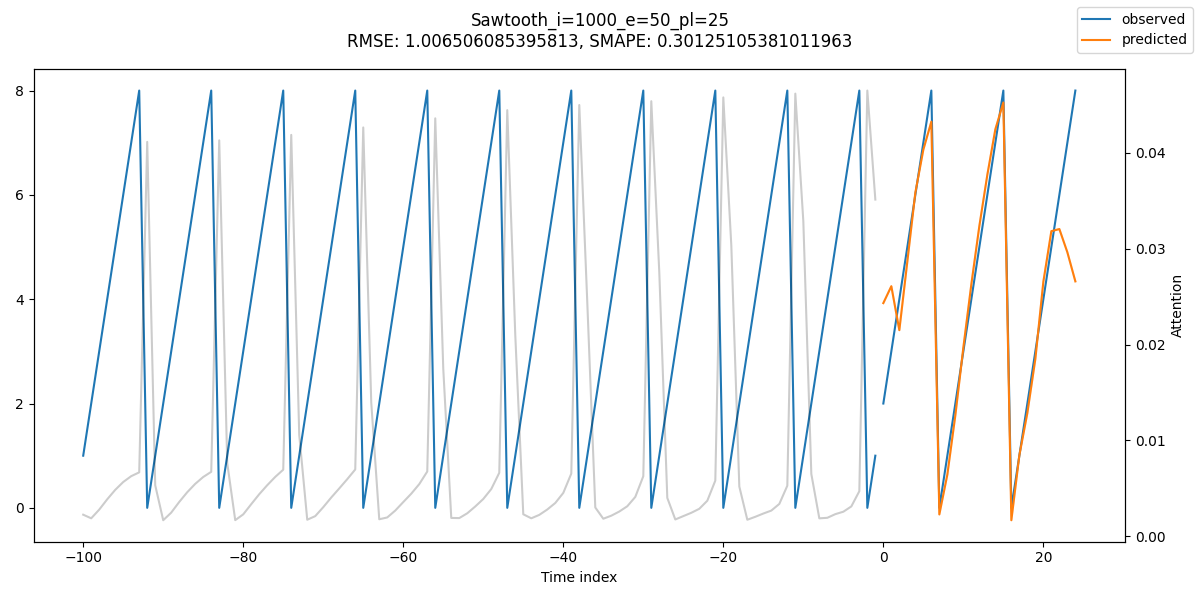 Sawtooth_i=1000_e=50_pl=25
RMSE: 1.006506085395813, SMAPE: 0.30125105381011963
observed
predicted
8
6
4
2
0
0.04
0.03
0.02
0.01
0.00
Attention
−100
−80
−60
−40
−20
0
20
Time index